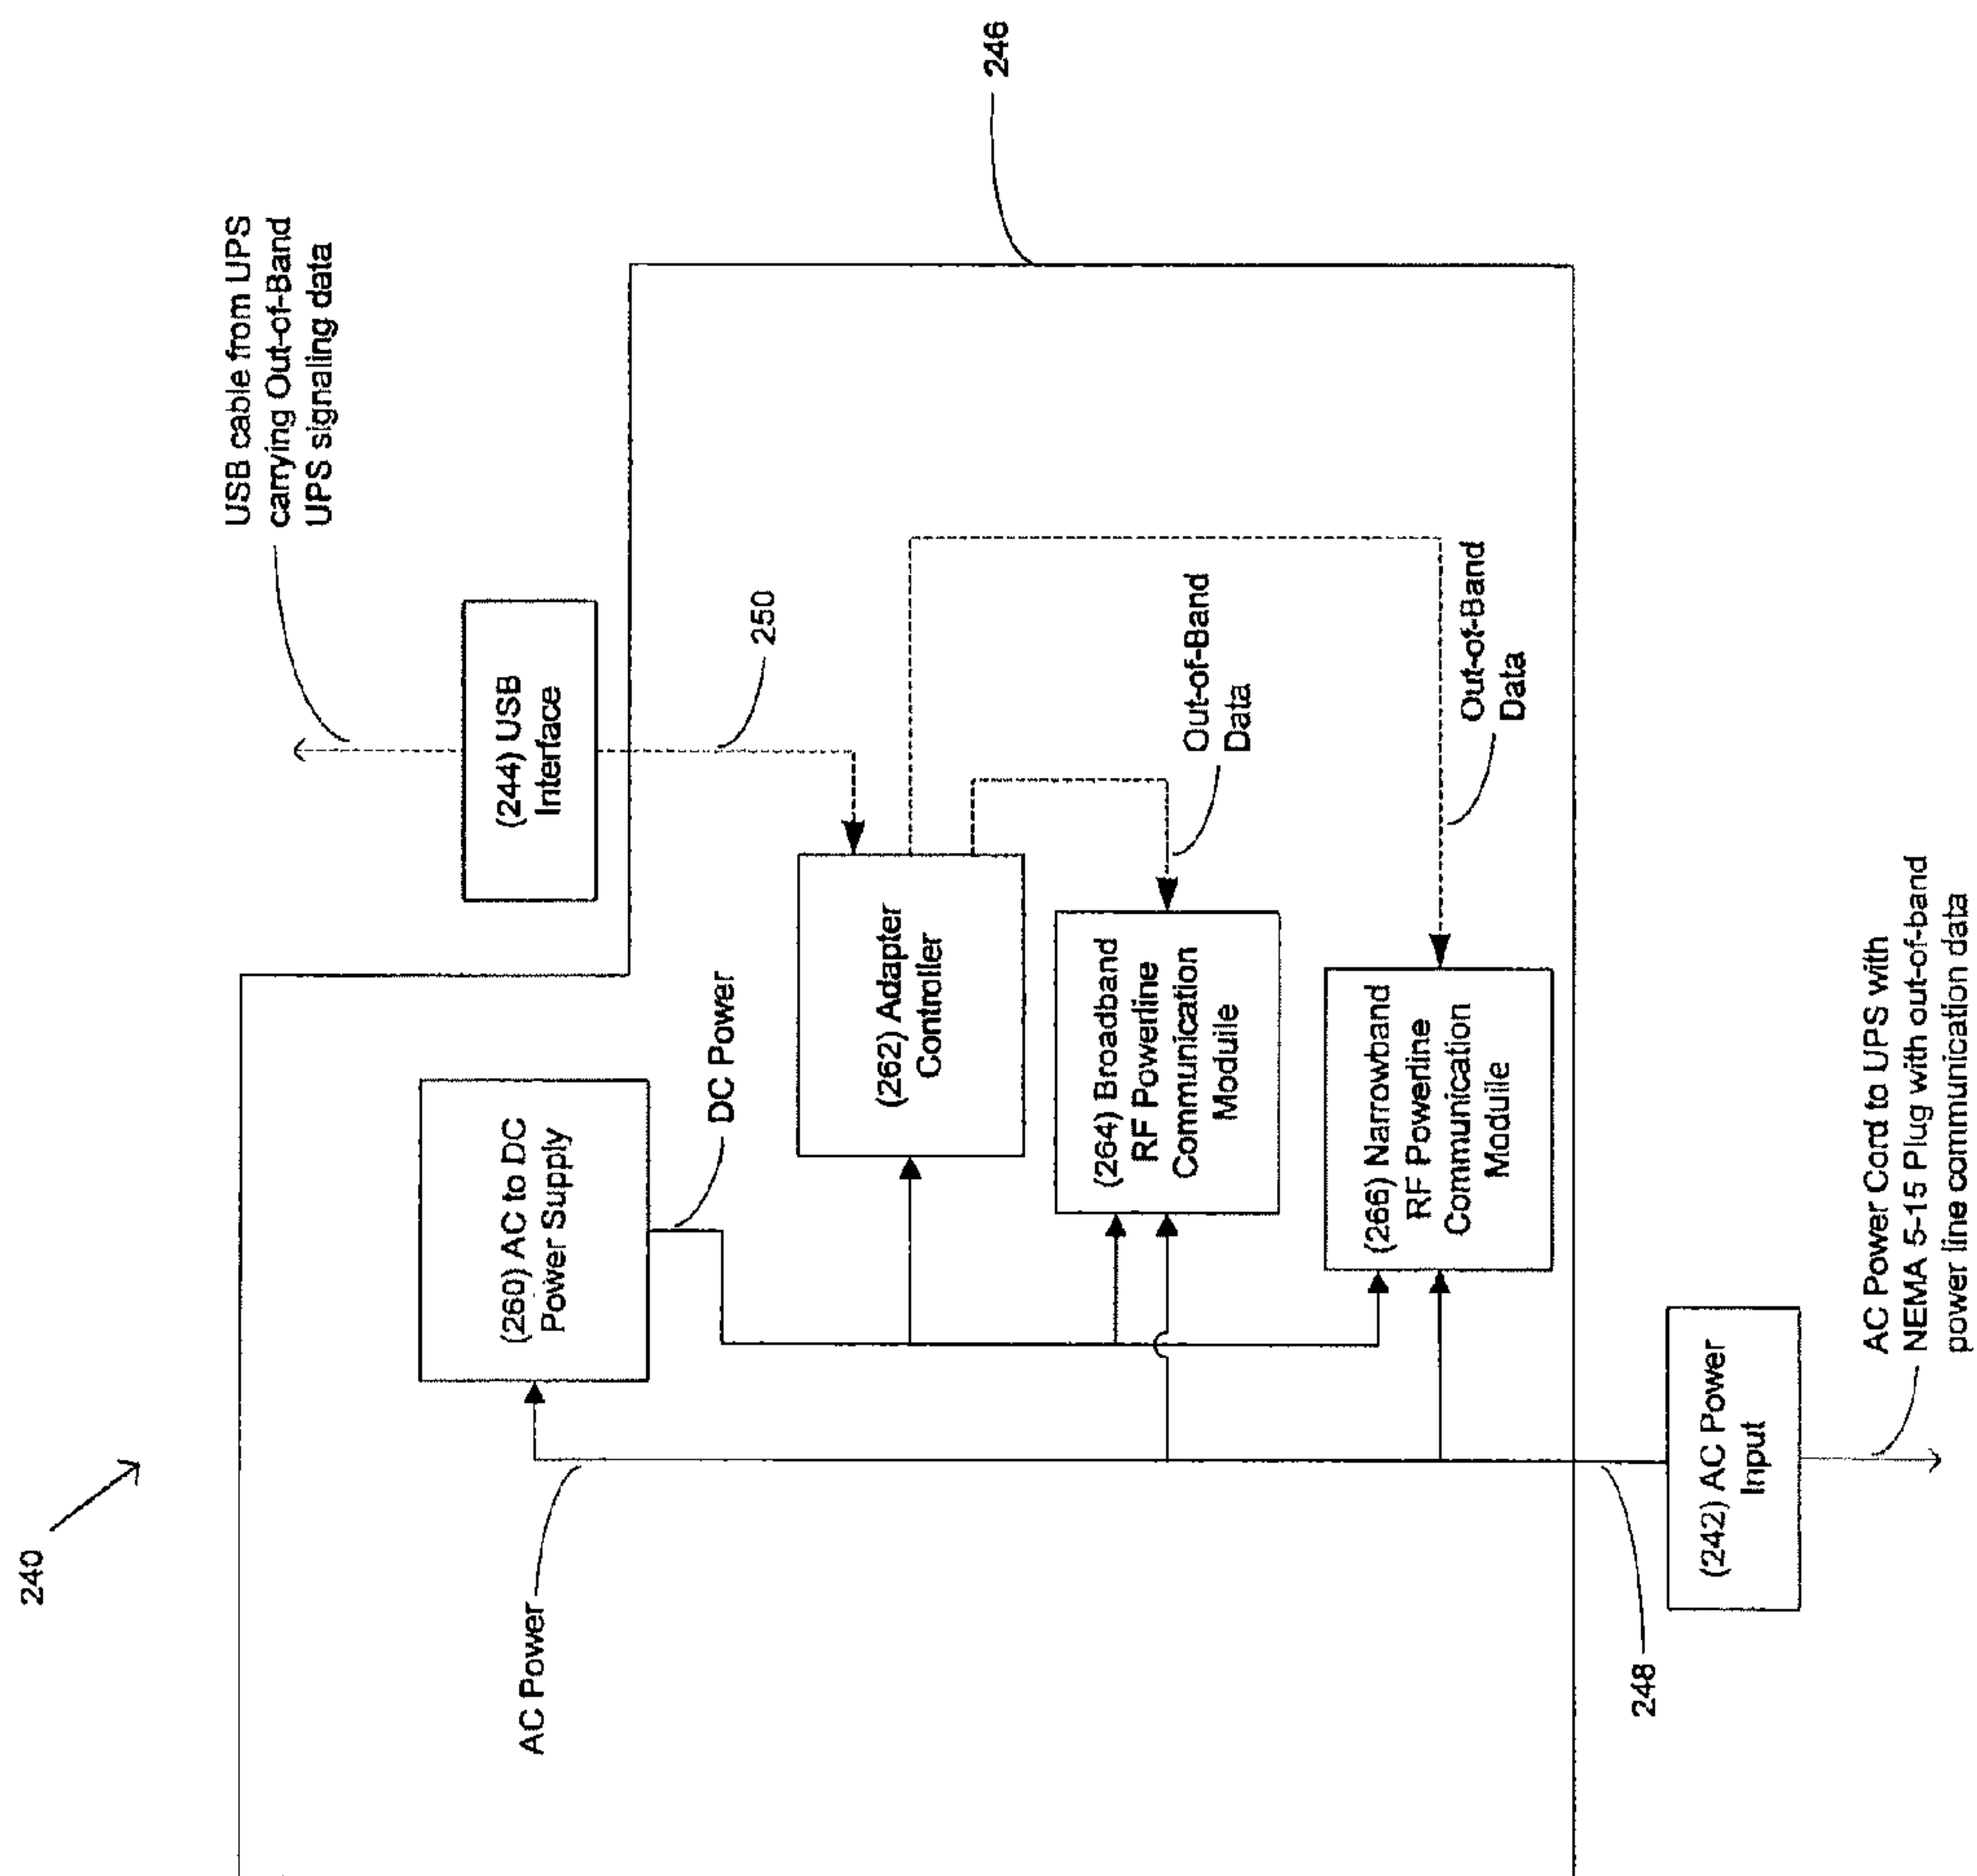 240
USB cable from UPS
carrying Out-of-Band
UPS signaling data
(260) AC to DC
Power Supply
(244) USB
Interface
AC Power
DC Power
250
(262) Adapter
Controller
246
(264) Broadband
RF Powerline
Communication
Module
Out-of-Band
Data
(266) Narrowband
RF Powerline
Communication
Module
Out-of-Band
Data
248
(242) AC Power
Input
AC Power Cord to UPS with
NEMA 5-15 Plug with out-of-band
power line communication data